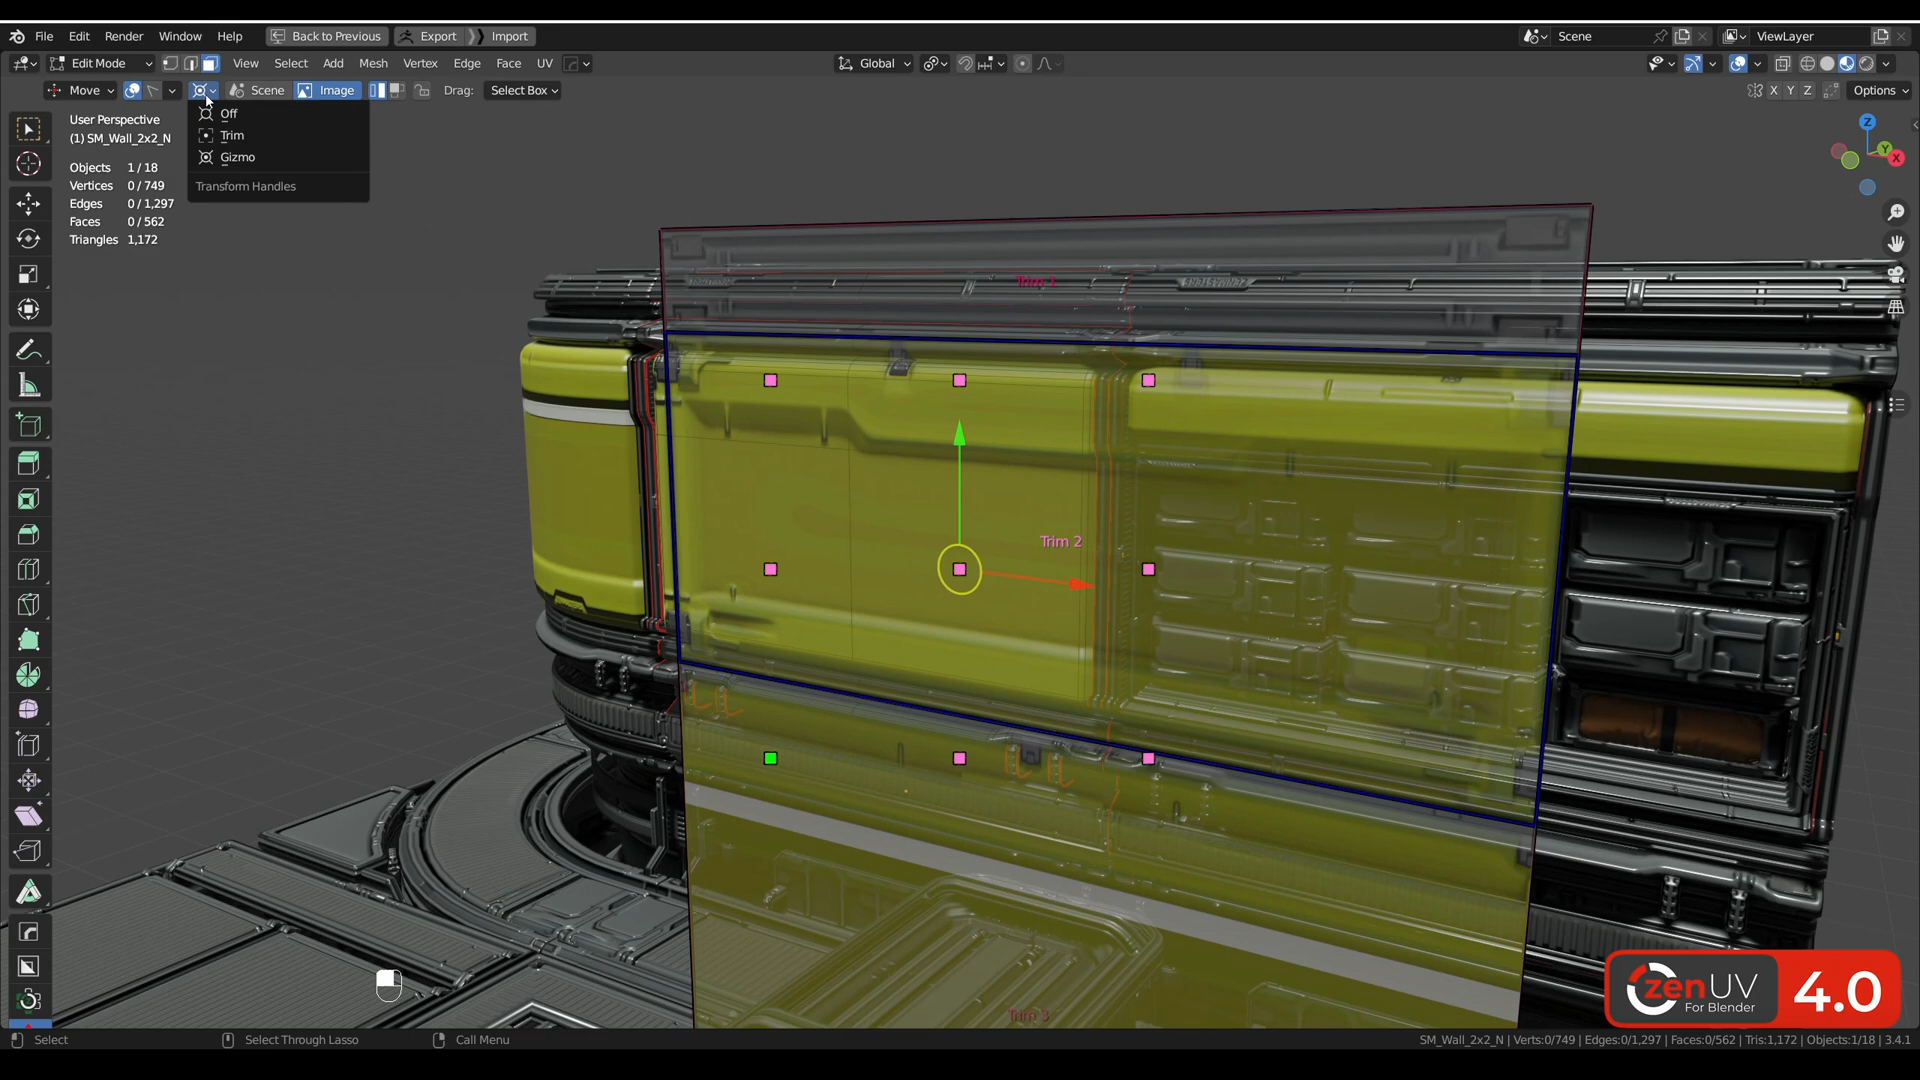 File Edit Render Window Help Back to Previous Export Import Scene ViewLayer
Edit Mode View Select Add Mesh Vertex Edge Face UV Global
Move Scene Image Drag: Select Box X Y Z Options
Off
Trim
Gizmo
Transform Handles
User Perspective
(1) SM_Wall_2x2_N
Objects 1 / 18
Vertices 0 / 749
Edges 0 / 1,297
Faces 0 / 562
Triangles 1,172
Z
Y
X
Trim 1
Trim 2
Trim 3
zen UV
For Blender
4.0
Select Select Through Lasso Call Menu SM_Wall_2x2_N | Verts:0/749 | Edges:0/1,297 | Faces:0/562 | Tris:1,172 | Objects:1/18 | 3.4.1